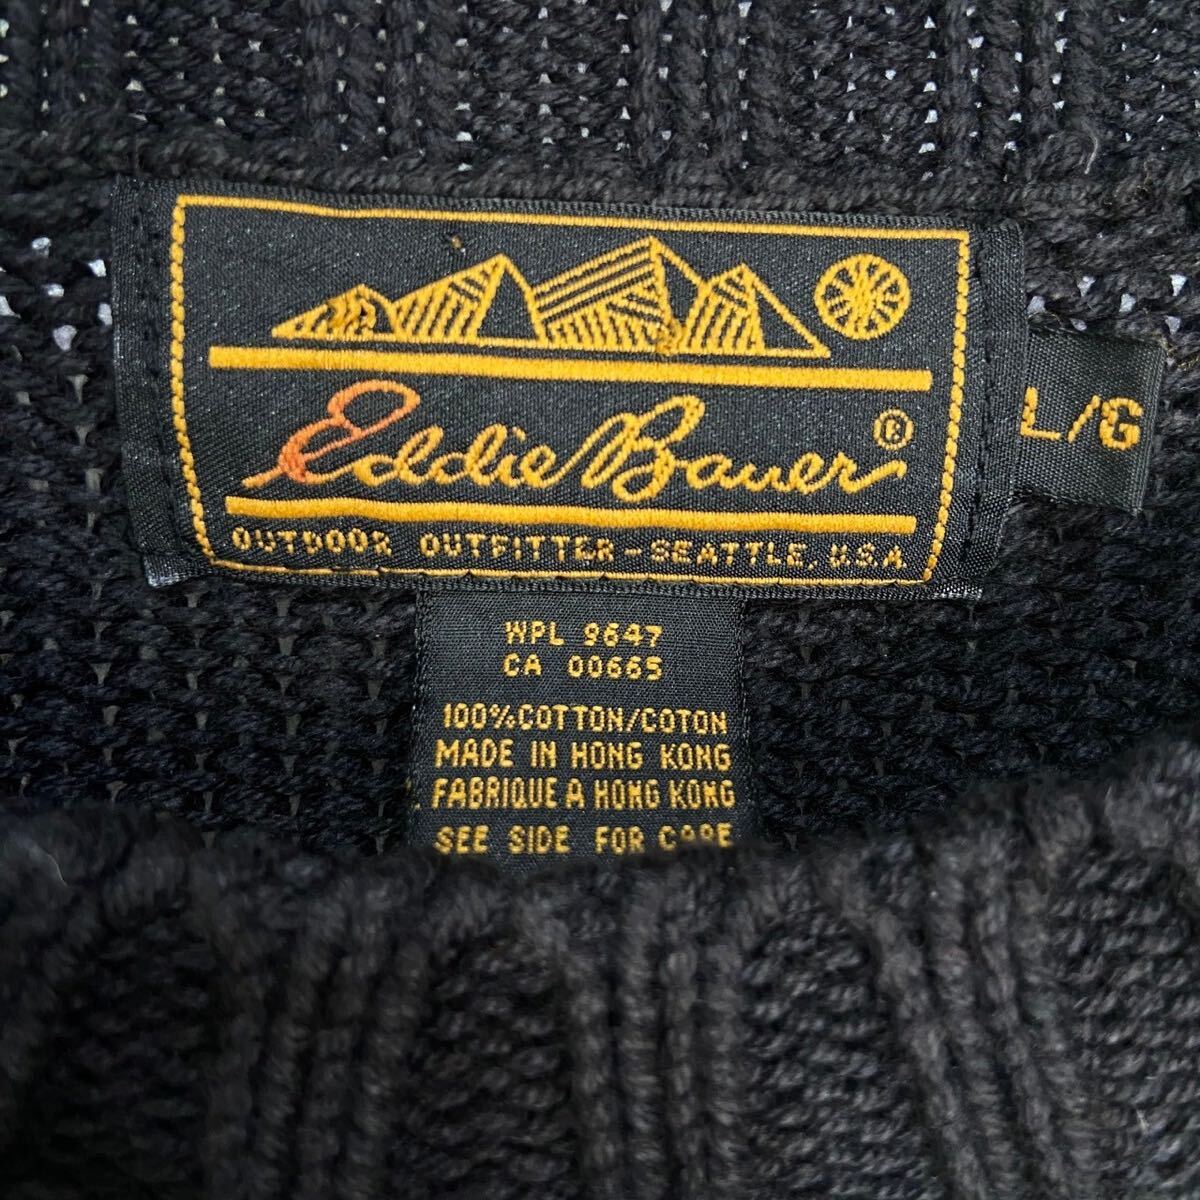 Eddie Bauer®
OUTDOOR OUTFITTER-SEATTLE, U.S.A
L/G
WPL 9647
CA 00665
100%COTTON/COTON
MADE IN HONG KONG
FABRIQUE A HONG KONG
SEE SIDE FOR CARE